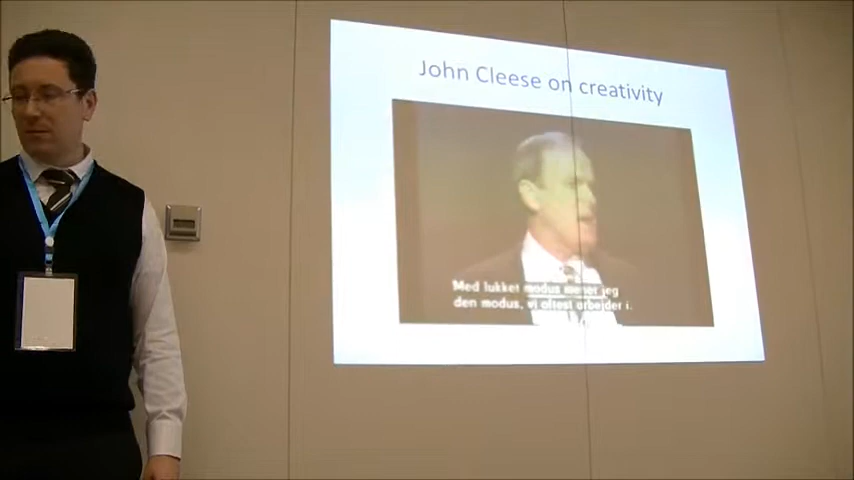 John Cleese on creativity
Med lukket modus mener jeg
den modus, vi oftest arbejder i.